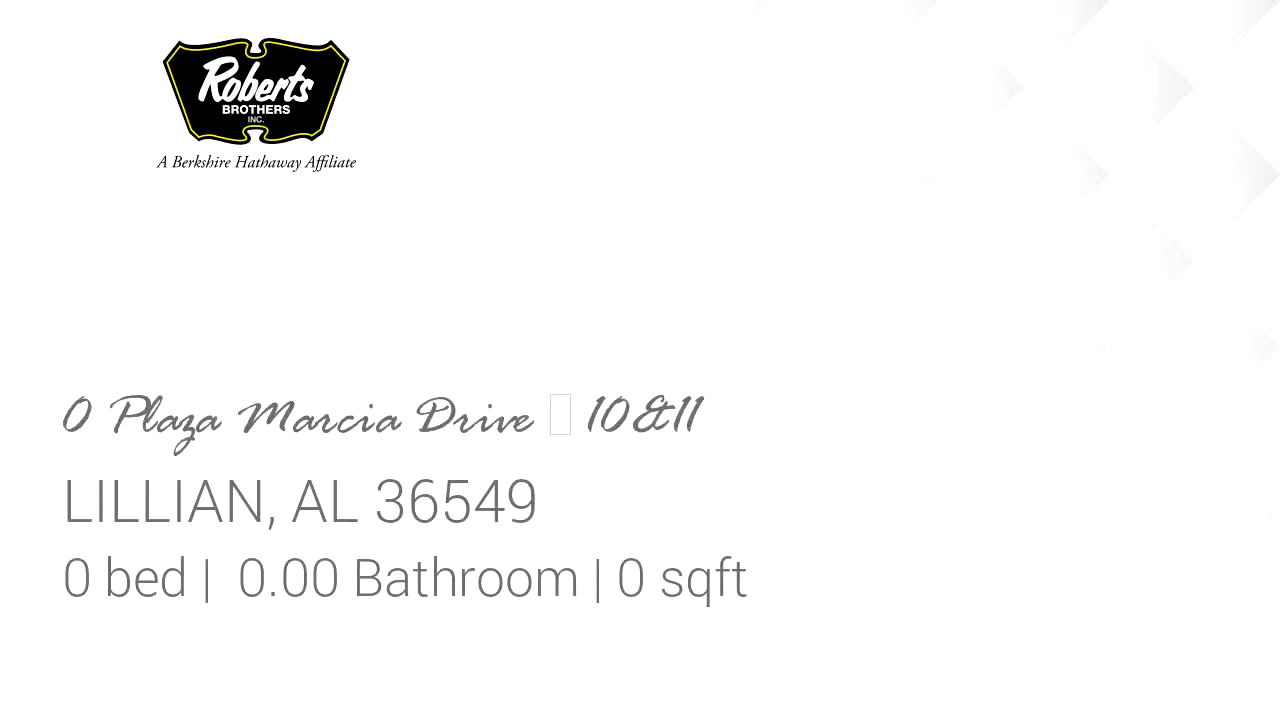 Roberts
BROTHERS
INC.
A Berkshire Hathaway Affiliate
0 Plaza Marcia Drive 10&11
LILLIAN, AL 36549
0 bed | 0.00 Bathroom | 0 sqft